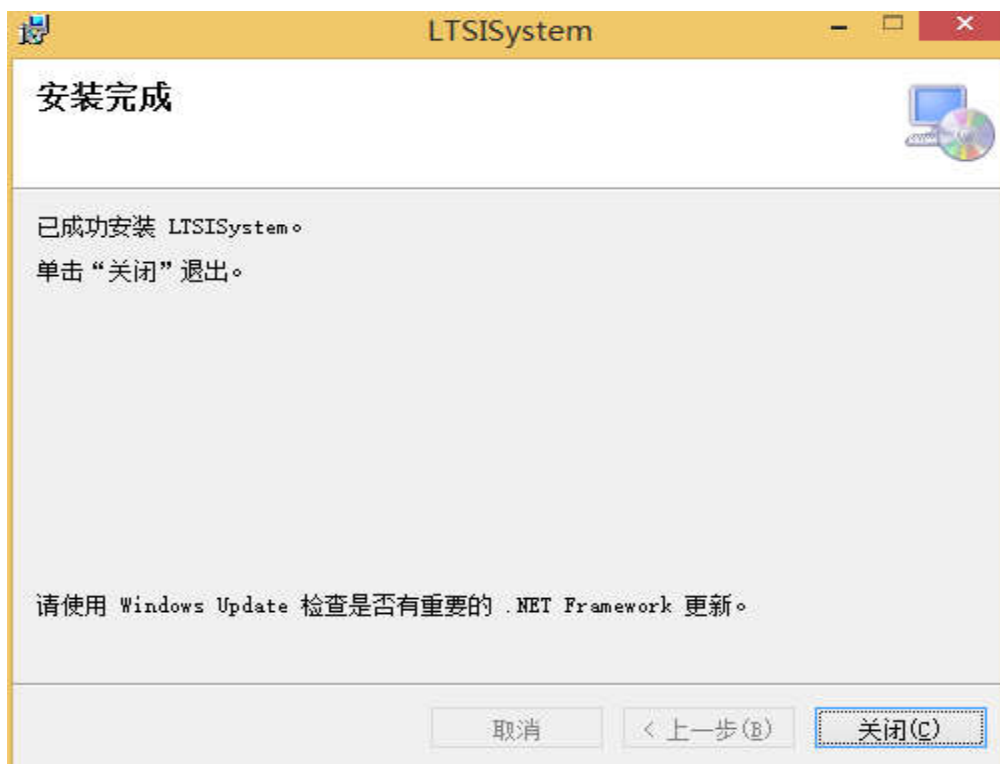 LTSISystem
安装完成
已成功安装 LTSISystem。
单击“关闭”退出。
请使用 Windows Update 检查是否有重要的 .NET Framework 更新。
取消
< 上一步(B)
关闭(C)